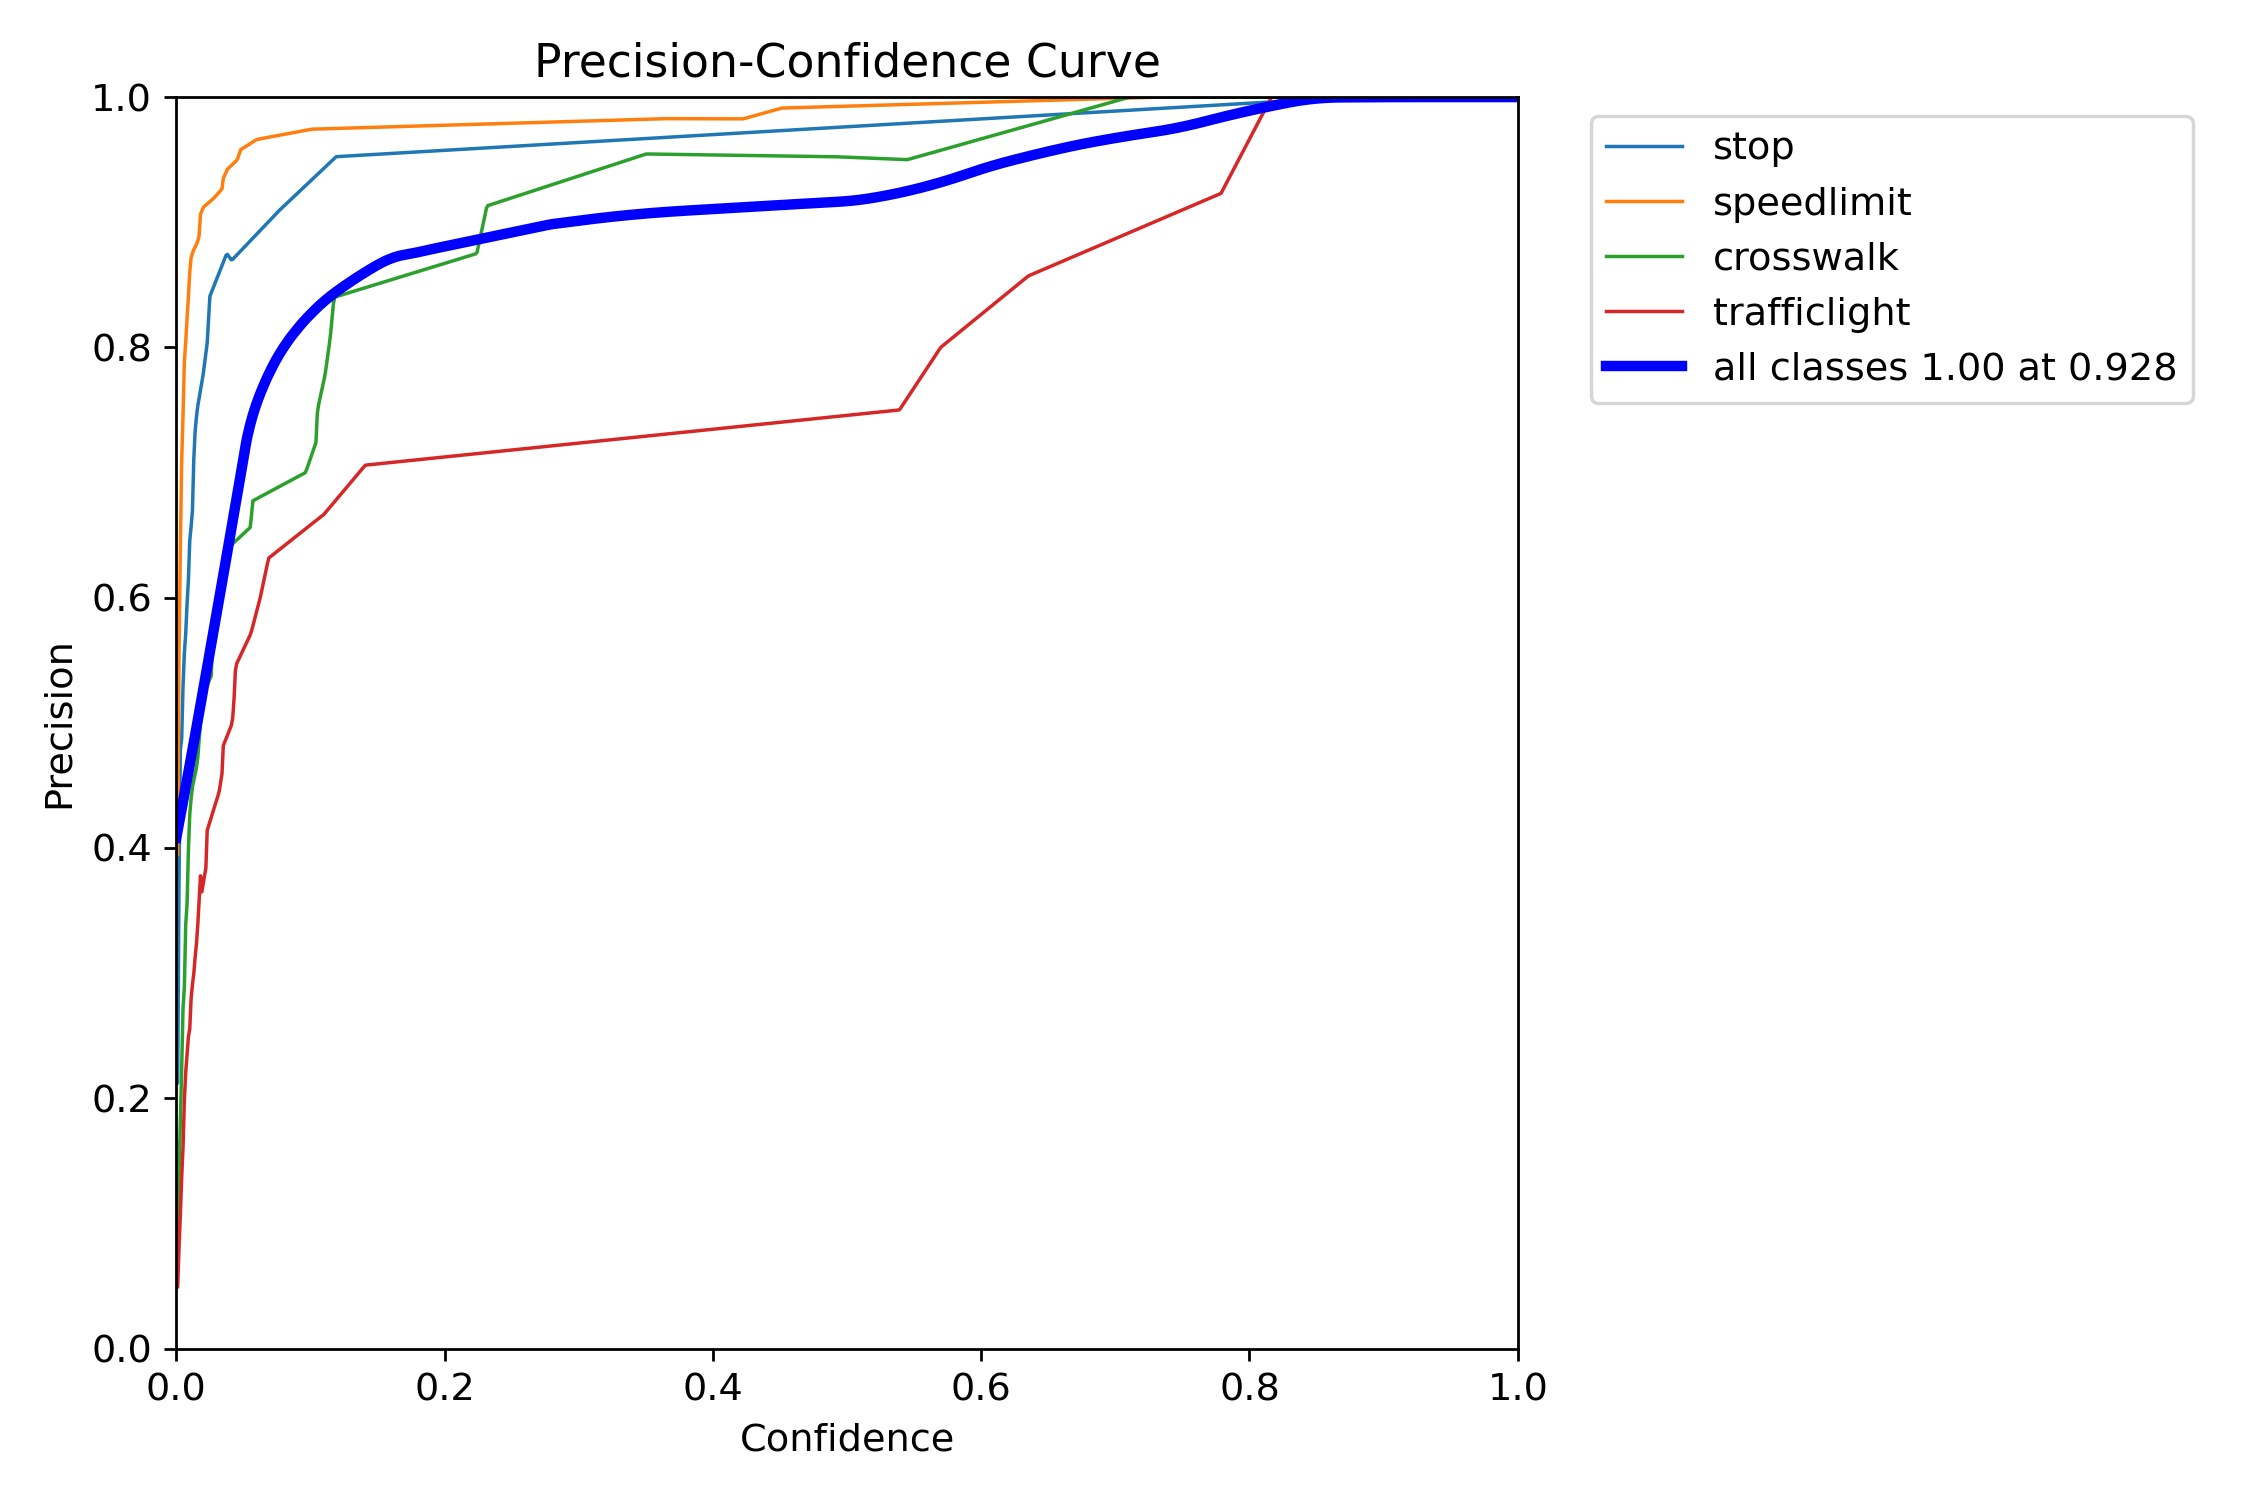 Precision-Confidence Curve
1.0
0.8
0.6
0.4
0.2
0.0
Precision
0.0 0.2 0.4 0.6 0.8 1.0
Confidence
stop
speedlimit
crosswalk
trafficlight
all classes 1.00 at 0.928